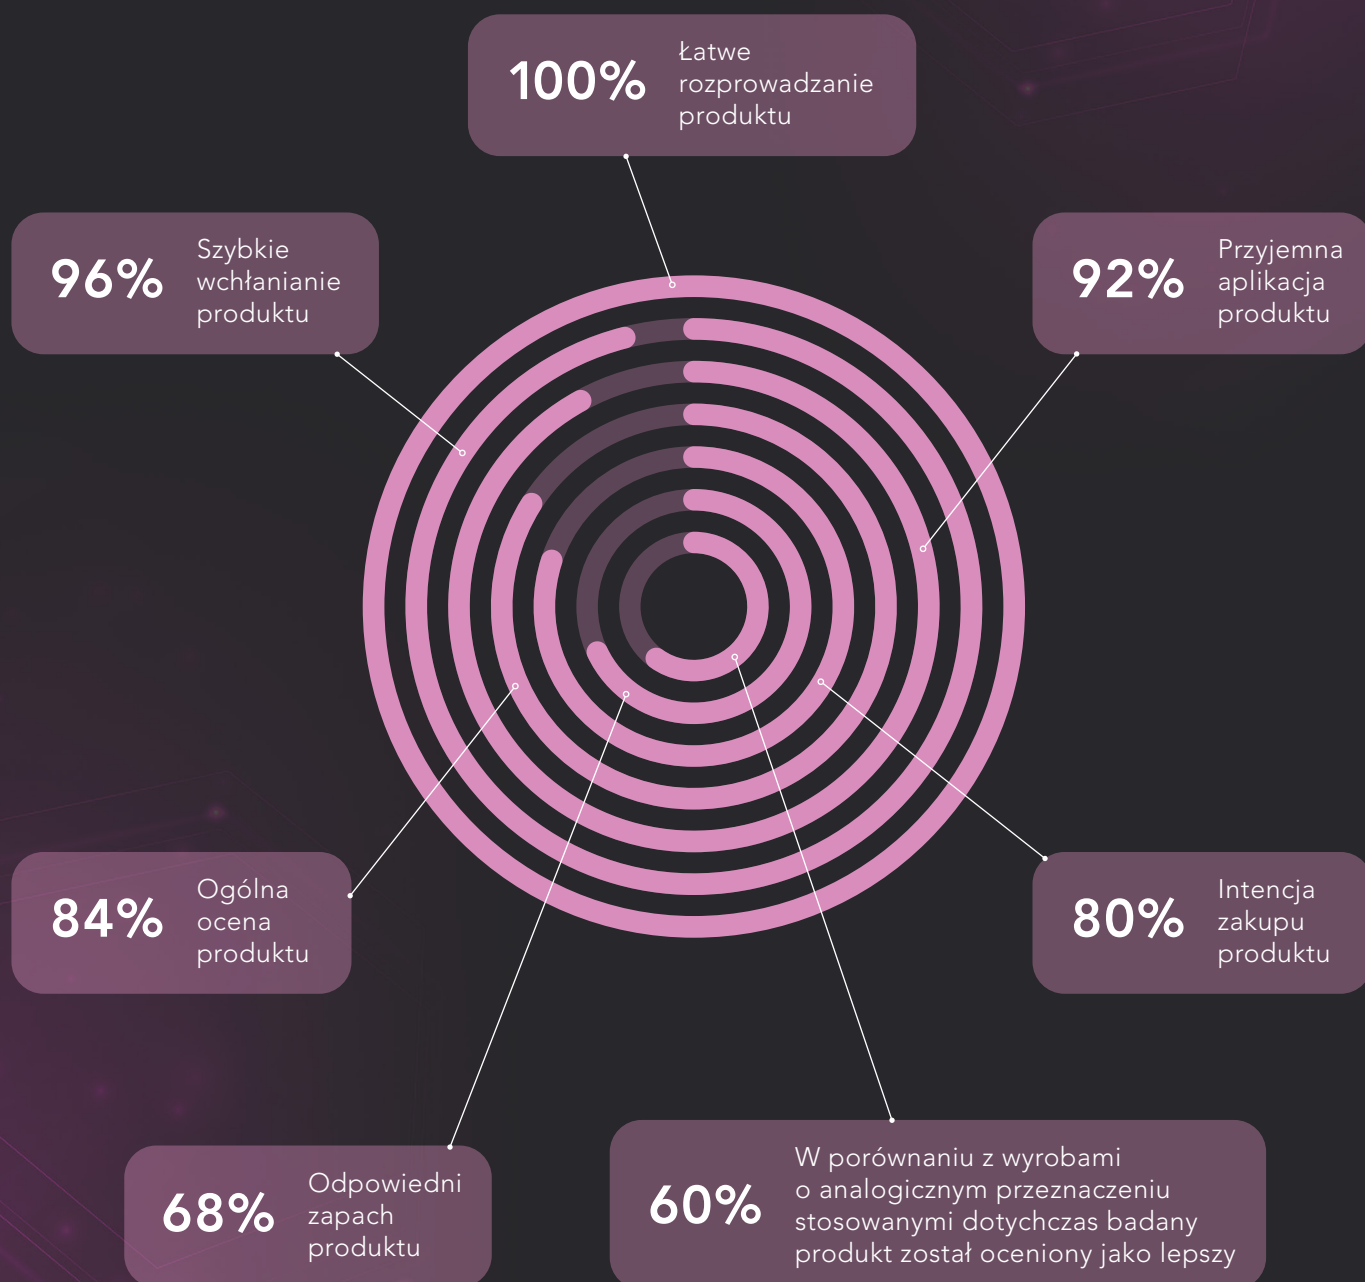 100%
Łatwe
rozprowadzanie
produktu
96%
Szybkie
wchłanianie
produktu
92%
Przyjemna
aplikacja
produktu
84%
Ogólna
ocena
produktu
80%
Intencja
zakupu
produktu
68%
Odpowiedni
zapach
produktu
60%
W porównaniu z wyrobami
o analogicznym przeznaczeniu
stosowanymi dotychczas badany
produkt został oceniony jako lepszy